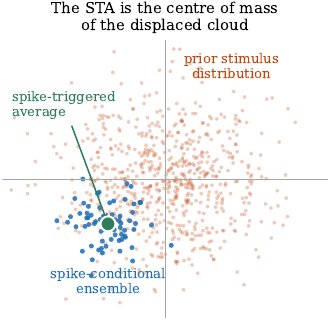 The STA is the centre of mass
of the displaced cloud
prior stimulus
distribution
spike-triggered
average
spike-conditional
ensemble